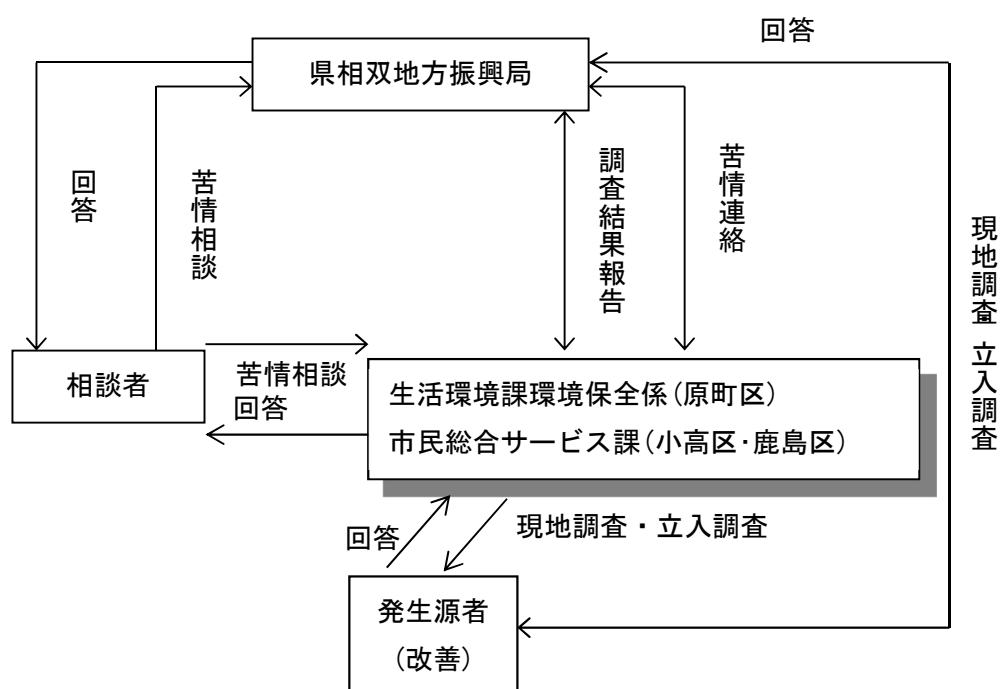 回答
県相双地方振興局
回答
苦情相談
調査結果報告
苦情連絡
現地調査 立入調査
相談者
苦情相談
回答
生活環境課環境保全係(原町区)
市民総合サービス課(小高区・鹿島区)
回答
現地調査・立入調査
発生源者
(改善)